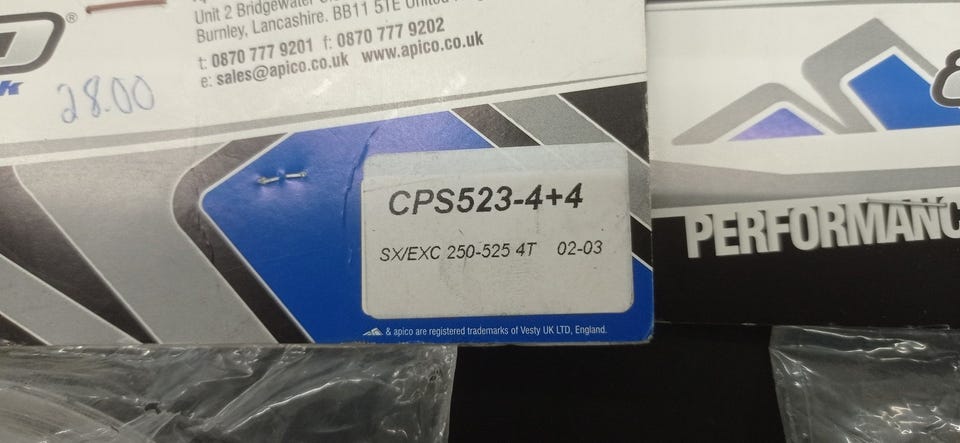 ®
k
Unit 2 Bridgewater
Burnley, Lancashire. BB11 5TE United
t: 0870 777 9201 f: 0870 777 9202
e: sales@apico.co.uk www.apico.co.uk
28.00
CPS523-4+4
SX/EXC 250-525 4T 02-03
& apico are registered trademarks of Vesty UK LTD, England.
&
PERFORMANC